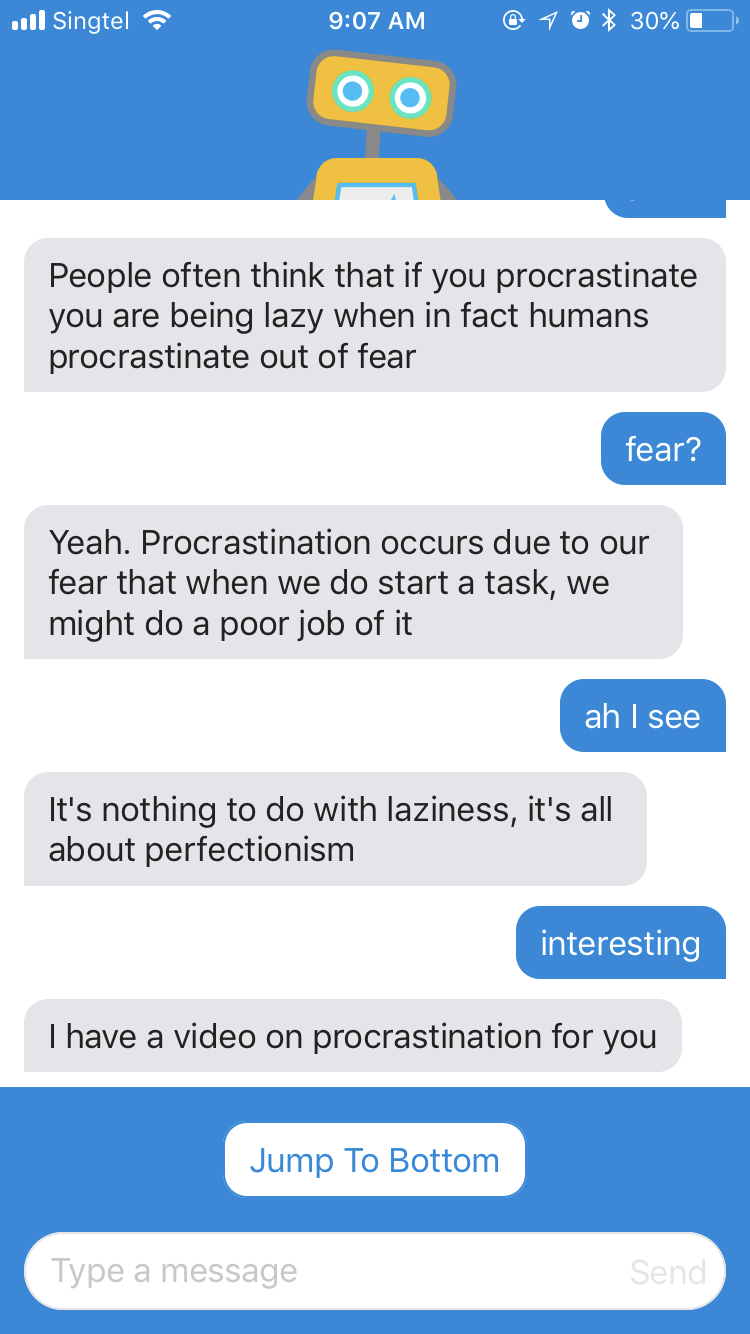 Singtel 9:07 AM 30%
People often think that if you procrastinate
you are being lazy when in fact humans
procrastinate out of fear
fear?
Yeah. Procrastination occurs due to our
fear that when we do start a task, we
might do a poor job of it
ah I see
It's nothing to do with laziness, it's all
about perfectionism
interesting
I have a video on procrastination for you
Jump To Bottom
Type a message Send